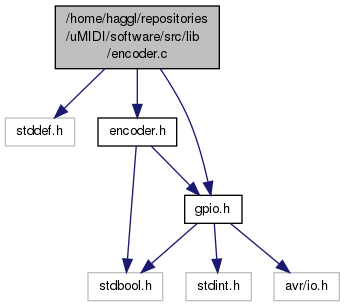 /home/haggl/repositories
/uMIDI/software/src/lib
/encoder.c
stddef.h
encoder.h
gpio.h
stdbool.h
stdint.h
avr/io.h